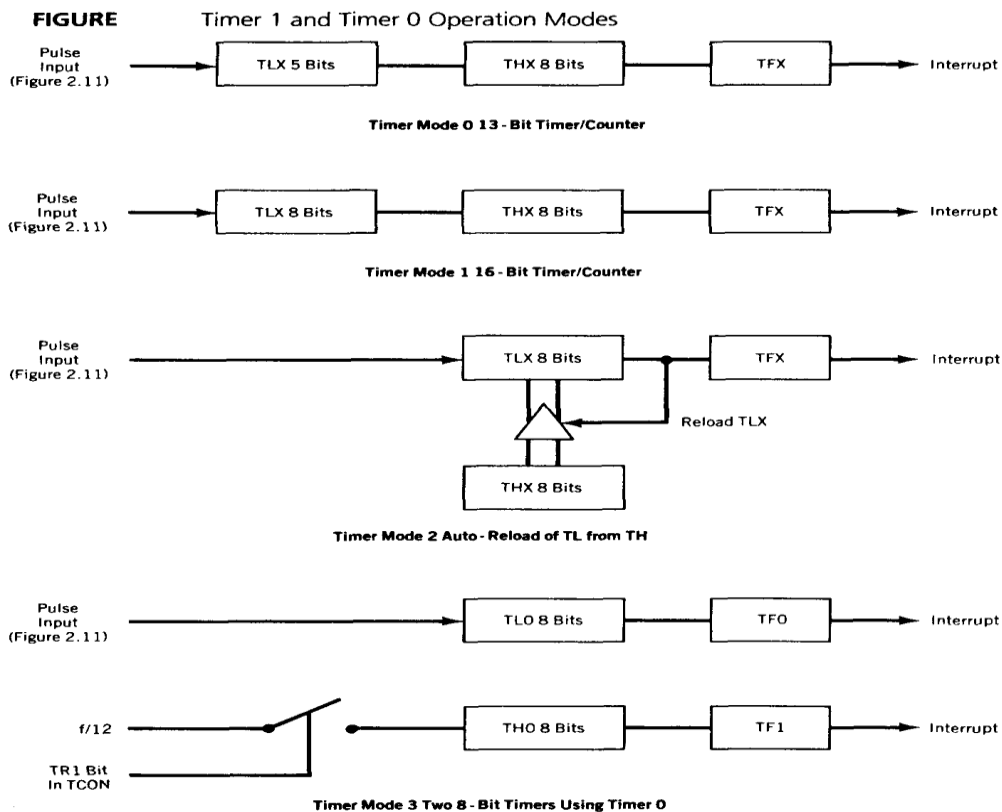 FIGURE Timer 1 and Timer 0 Operation Modes
Pulse
Input
(Figure 2.11)
TLX 5 Bits
THX 8 Bits
TFX
Interrupt
Timer Mode 0 13-Bit Timer/Counter
Pulse
Input
(Figure 2.11)
TLX 8 Bits
THX 8 Bits
TFX
Interrupt
Timer Mode 1 16-Bit Timer/Counter
Pulse
Input
(Figure 2.11)
TLX 8 Bits
TFX
Interrupt
Reload TLX
THX 8 Bits
Timer Mode 2 Auto-Reload of TL from TH
Pulse
Input
(Figure 2.11)
TL0 8 Bits
TF0
Interrupt
f/12
TH0 8 Bits
TF1
Interrupt
TR1 Bit
In TCON
Timer Mode 3 Two 8-Bit Timers Using Timer 0